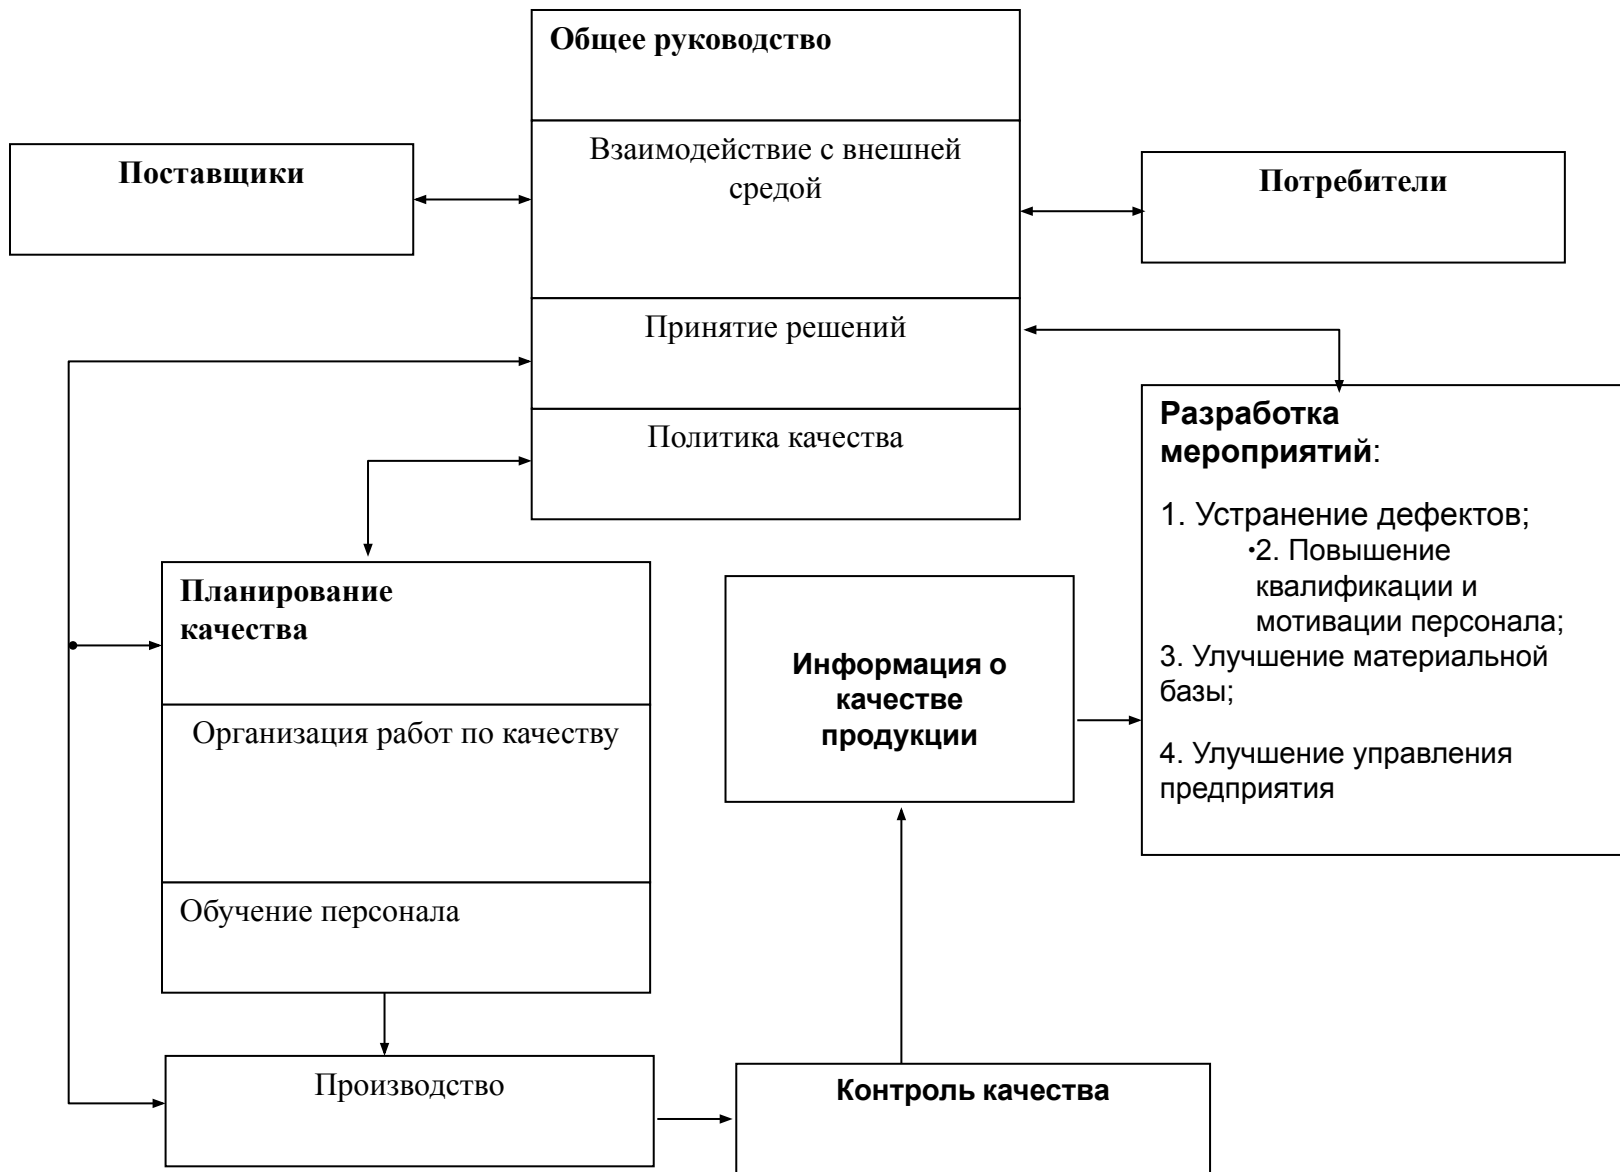 Общее руководство
Взаимодействие с внешней
средой
Поставщики
Потребители
Принятие решений
Политика качества
Разработка
мероприятий:
1. Устранение дефектов;
•2. Повышение
квалификации и
мотивации персонала;
3. Улучшение материальной
базы;
4. Улучшение управления
предприятия
Планирование
качества
Организация работ по качеству
Обучение персонала
Информация о
качестве
продукции
Производство
Контроль качества